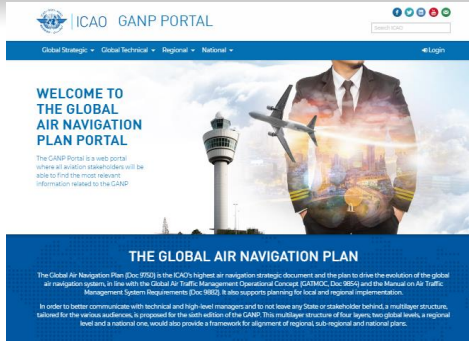 ICAO GANP PORTAL
Search ICAO
Global Strategic Global Technical Regional National Login
WELCOME TO
THE GLOBAL
AIR NAVIGATION
PLAN PORTAL
The GANP Portal is a web portal
where all aviation stakeholders will be
able to find the most relevant
information related to the GANP
THE GLOBAL AIR NAVIGATION PLAN
The Global Air Navigation Plan (Doc 9750) is the ICAO's highest air navigation strategic document and the plan to drive the evolution of the global
air navigation system, in line with the Global Air Traffic Management Operational Concept (GATMOC, Doc 9854) and the Manual on Air Traffic
Management System Requirements (Doc 9882). It also supports planning for local and regional implementation.
In order to better communicate with technical and high-level managers and to not leave any State or stakeholder behind, a multilayer structure,
tailored for the various audiences, is proposed for the sixth edition of the GANP. This multilayer structure of four layers; two global levels, a regional
level and a national one, would also provide a framework for alignment of regional, sub-regional and national plans.